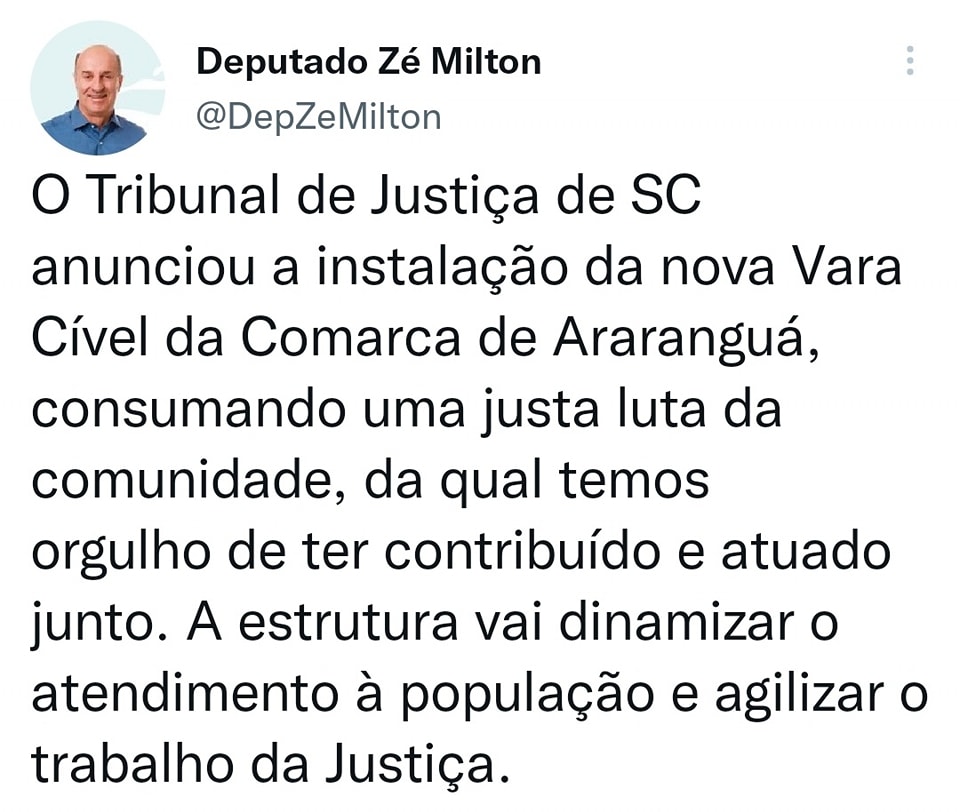 Deputado Zé Milton
@DepZeMilton
O Tribunal de Justiça de SC
anunciou a instalação da nova Vara
Cível da Comarca de Araranguá,
consumando uma justa luta da
comunidade, da qual temos
orgulho de ter contribuído e atuado
junto. A estrutura vai dinamizar o
atendimento à população e agilizar o
trabalho da Justiça.